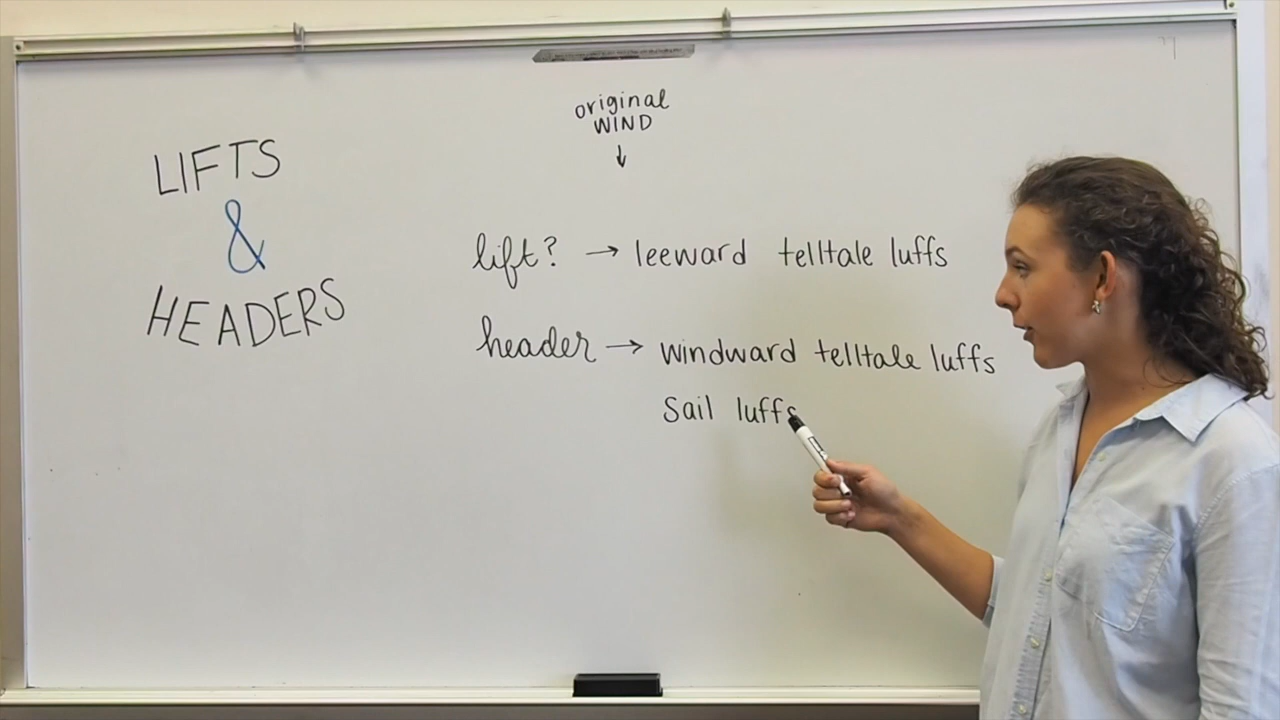 LIFTS
&
HEADERS
original
WIND
lift? → leeward telltale luffs
header → windward telltale luffs
Sail luffs